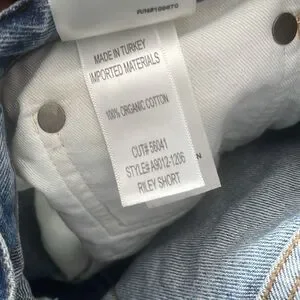 MADE IN TURKEY
IMPORTED MATERIALS
100% ORGANIC COTTON
CUT# 56041
STYLE# A9012-1206
RILEY SHORT
N